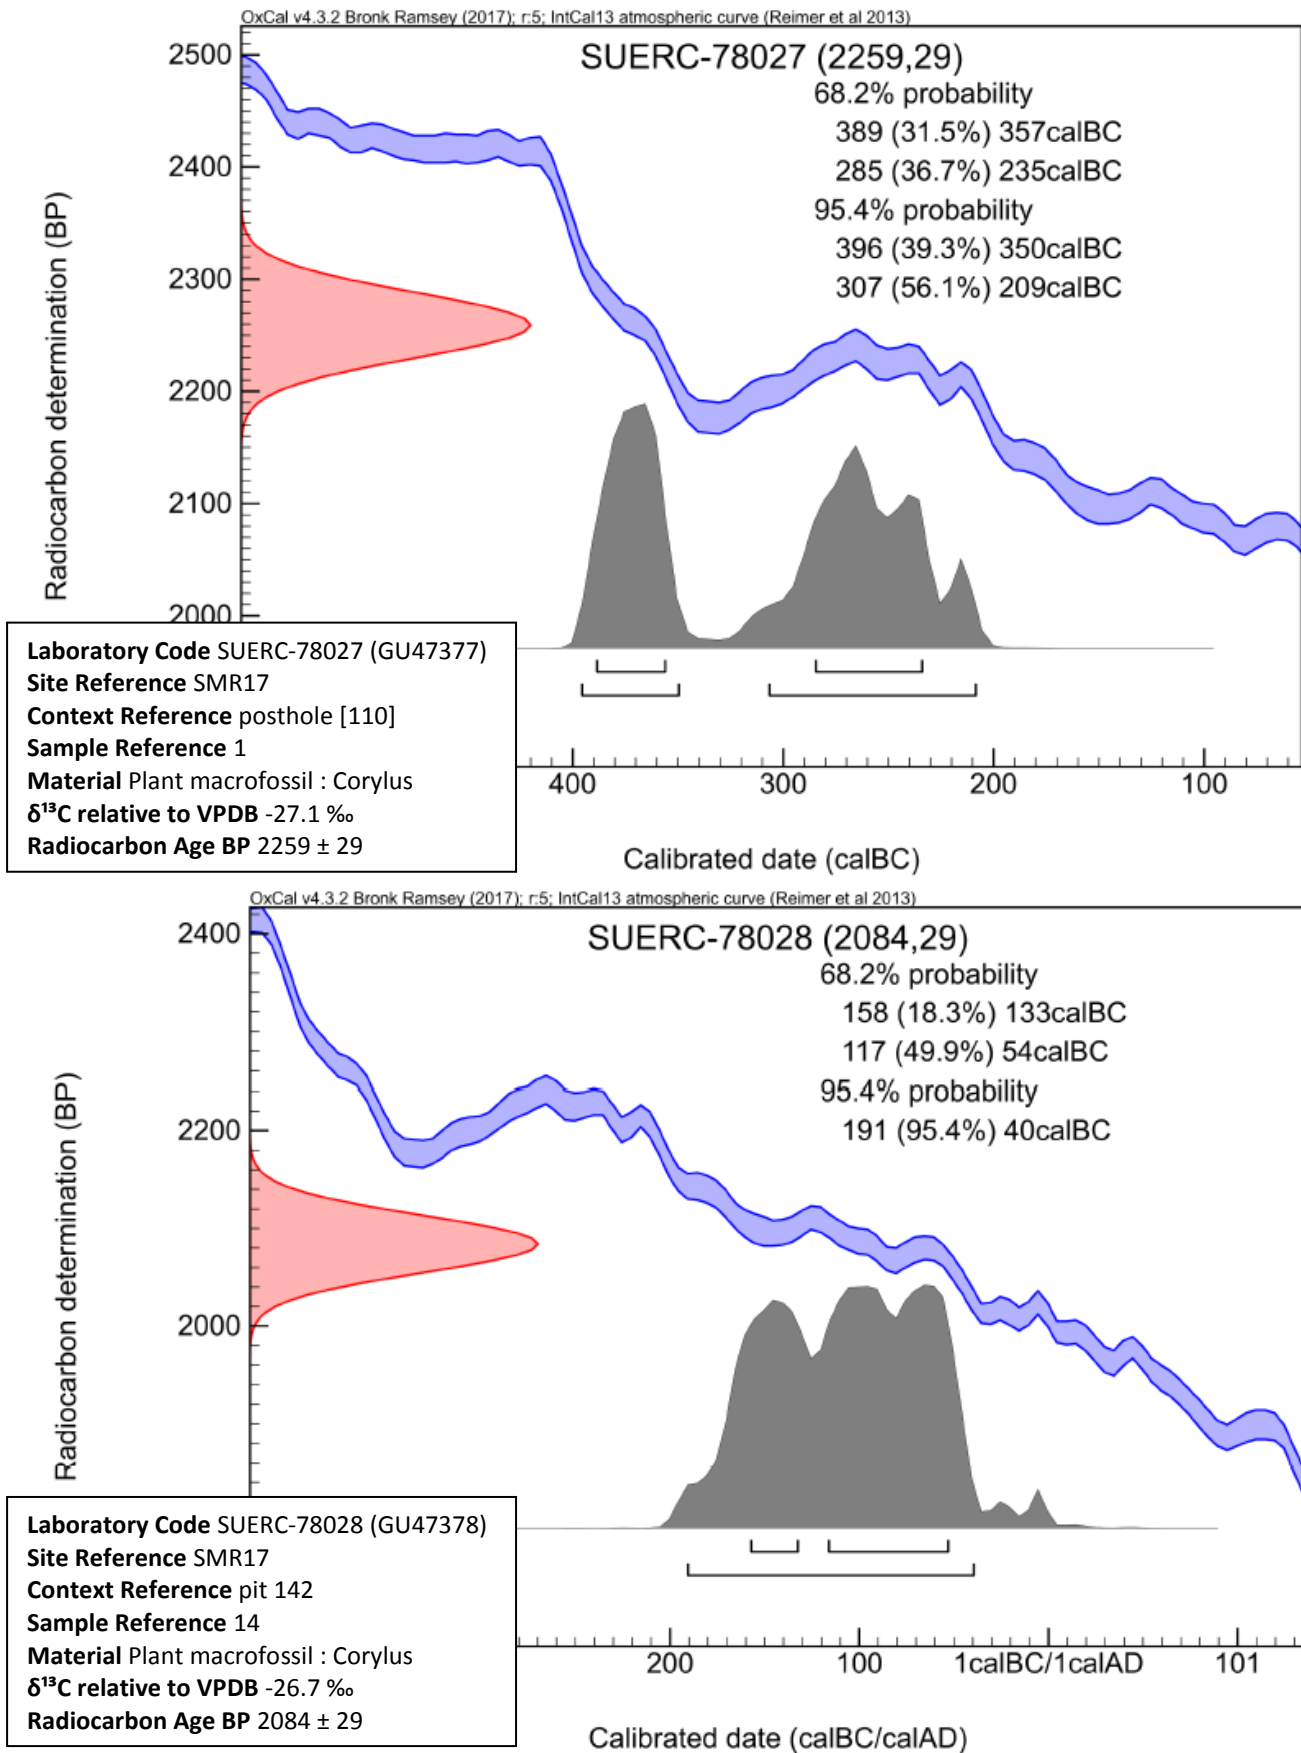 OxCal v4.3.2 Bronk Ramsey (2017); r:5; IntCal13 atmospheric curve (Reimer et al 2013)
SUERC-78027 (2259,29)
68.2% probability
389 (31.5%) 357calBC
285 (36.7%) 235calBC
95.4% probability
396 (39.3%) 350calBC
307 (56.1%) 209calBC
Radiocarbon determination (BP)
2500
2400
2300
2200
2100
2000
Laboratory Code SUERC-78027 (GU47377)
Site Reference SMR17
Context Reference posthole [110]
Sample Reference 1
Material Plant macrofossil : Corylus
δ¹³C relative to VPDB -27.1 ‰
Radiocarbon Age BP 2259 ± 29
400 300 200 100
Calibrated date (calBC)
OxCal v4.3.2 Bronk Ramsey (2017); r:5; IntCal13 atmospheric curve (Reimer et al 2013)
SUERC-78028 (2084,29)
68.2% probability
158 (18.3%) 133calBC
117 (49.9%) 54calBC
95.4% probability
191 (95.4%) 40calBC
Radiocarbon determination (BP)
2400
2200
2000
Laboratory Code SUERC-78028 (GU47378)
Site Reference SMR17
Context Reference pit 142
Sample Reference 14
Material Plant macrofossil : Corylus
δ¹³C relative to VPDB -26.7 ‰
Radiocarbon Age BP 2084 ± 29
200 100 1calBC/1calAD 101
Calibrated date (calBC/calAD)